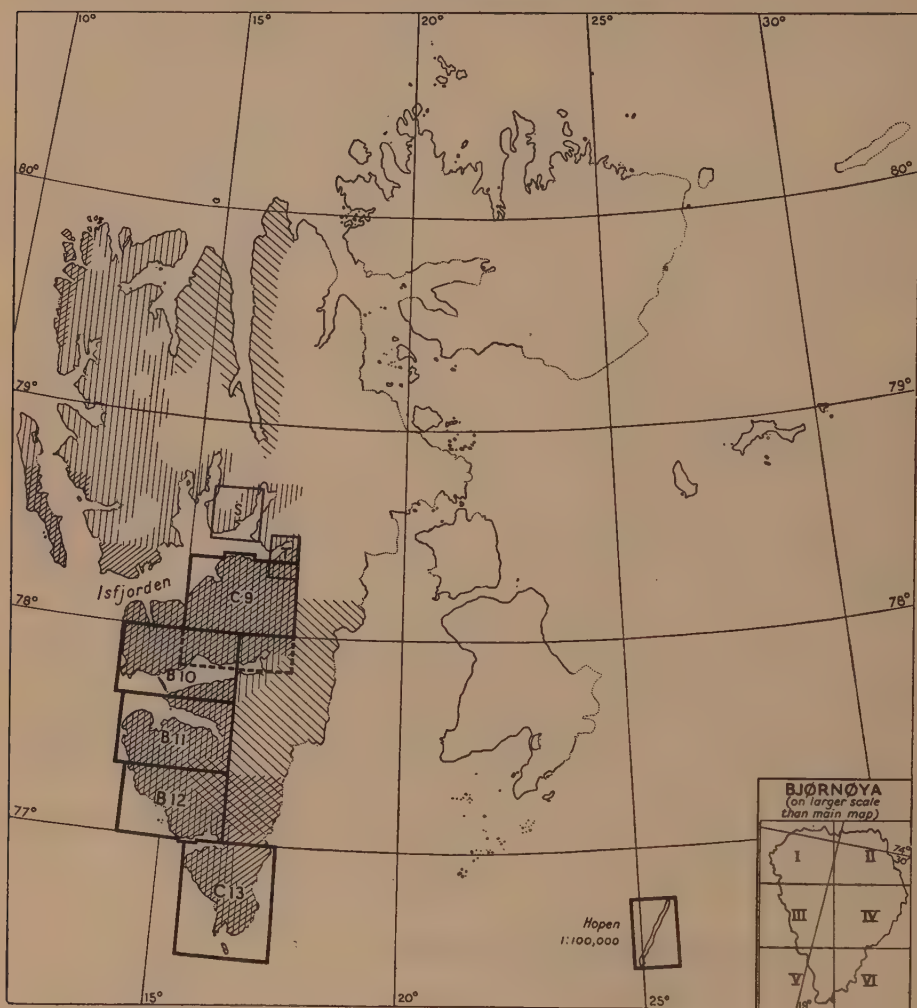 10° 15° 20° 25° 30°
80° 80°
79° 79°
S
T
Isfjorden
C9
78° 78°
B10
B11
BJØRNØYA
(on larger scale
than main map)
B12
77°
74°
30'
I II
C13
Hopen
1:100,000
III IV
V VI
19°
15° 20° 25°